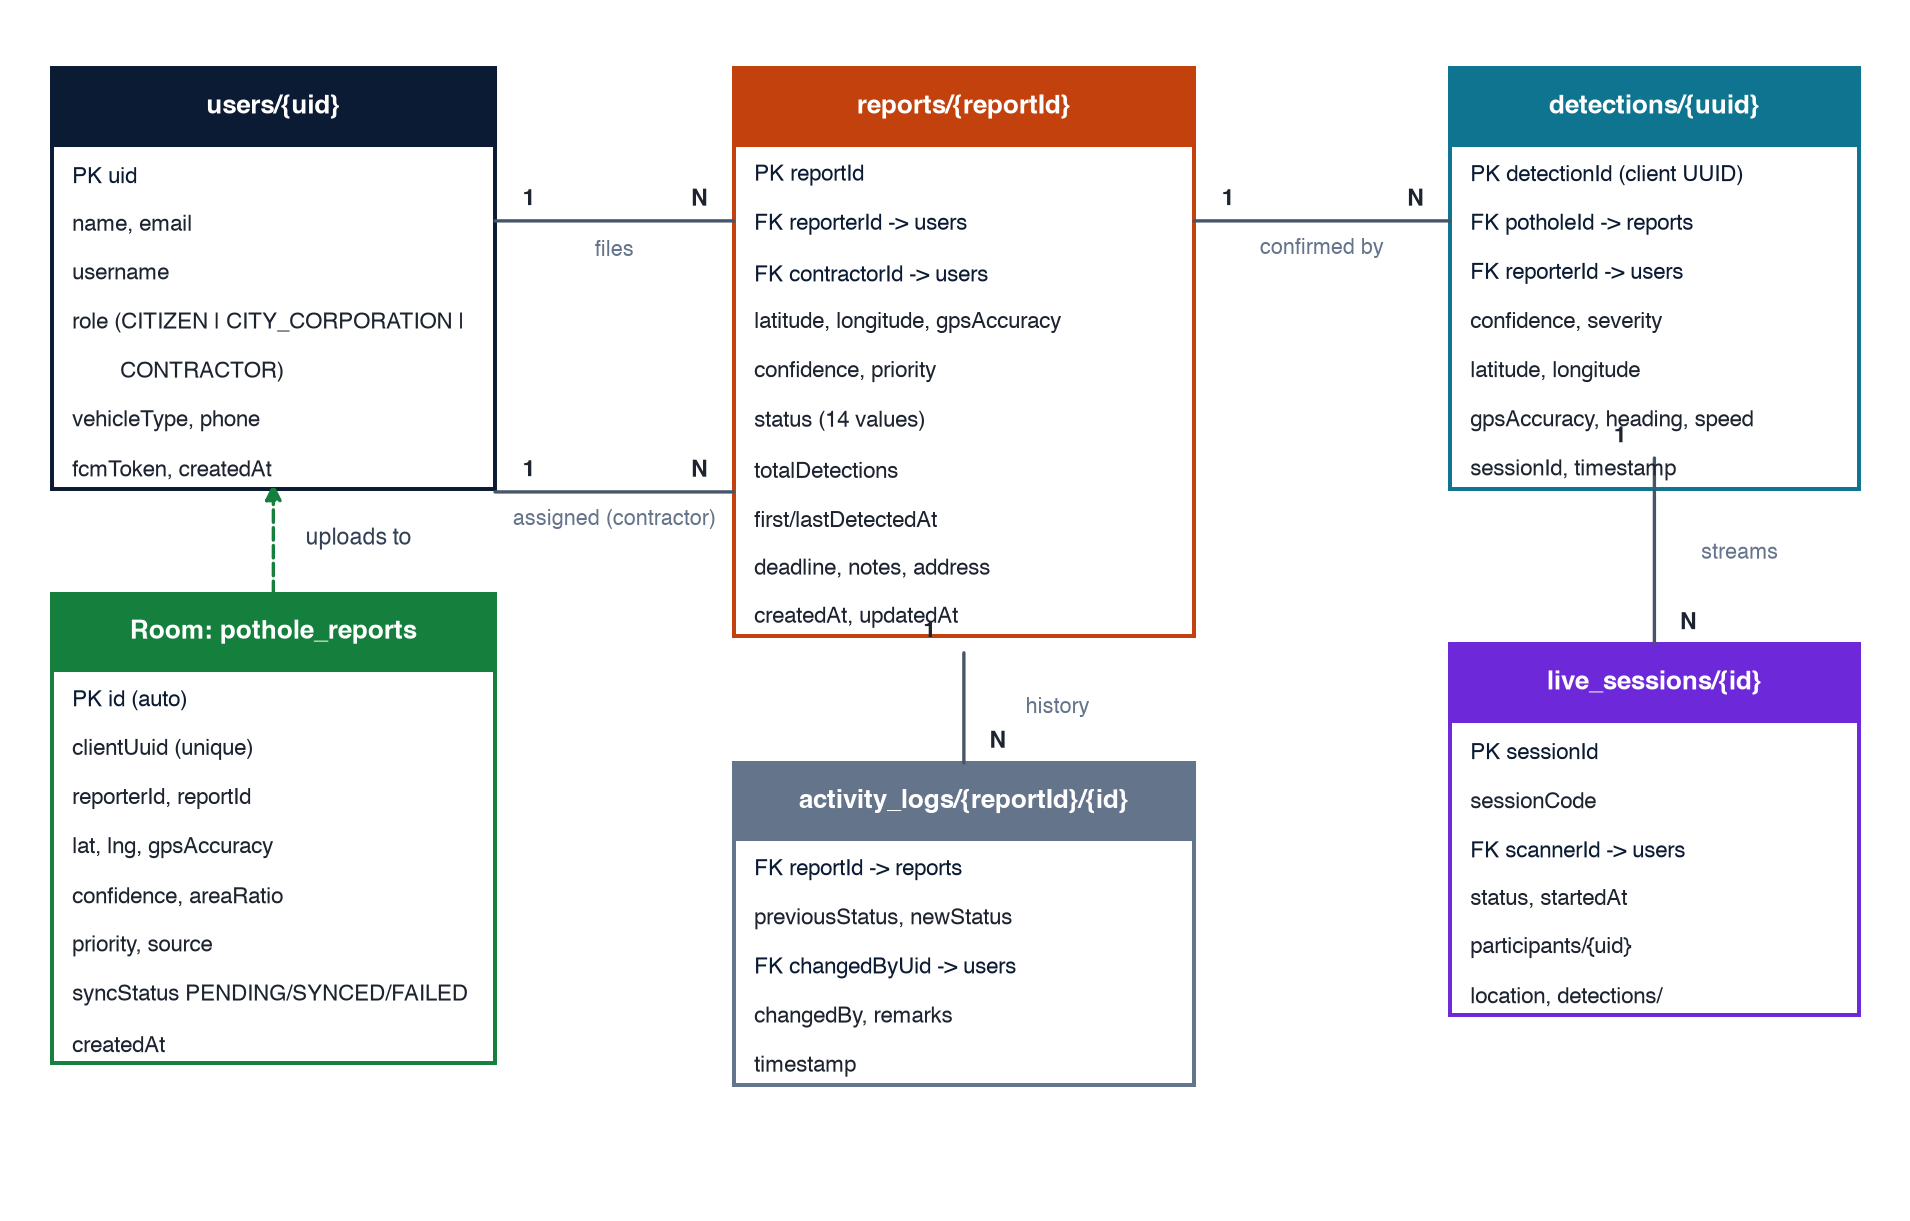 users/{uid}
PK uid
name, email
username
role (CITIZEN | CITY_CORPORATION |
CONTRACTOR)
vehicleType, phone
fcmToken, createdAt
1
N
files
1
N
assigned (contractor)
uploads to
reports/{reportId}
PK reportId
FK reporterId -> users
FK contractorId -> users
latitude, longitude, gpsAccuracy
confidence, priority
status (14 values)
totalDetections
first/lastDetectedAt
deadline, notes, address
createdAt, updatedAt
1
N
confirmed by
detections/{uuid}
PK detectionId (client UUID)
FK potholeId -> reports
FK reporterId -> users
confidence, severity
latitude, longitude
gpsAccuracy, heading, speed
1
sessionId, timestamp
streams
N
Room: pothole_reports
PK id (auto)
clientUuid (unique)
reporterId, reportId
lat, lng, gpsAccuracy
confidence, areaRatio
priority, source
syncStatus PENDING/SYNCED/FAILED
createdAt
1
history
N
activity_logs/{reportId}/{id}
FK reportId -> reports
previousStatus, newStatus
FK changedByUid -> users
changedBy, remarks
timestamp
live_sessions/{id}
PK sessionId
sessionCode
FK scannerId -> users
status, startedAt
participants/{uid}
location, detections/